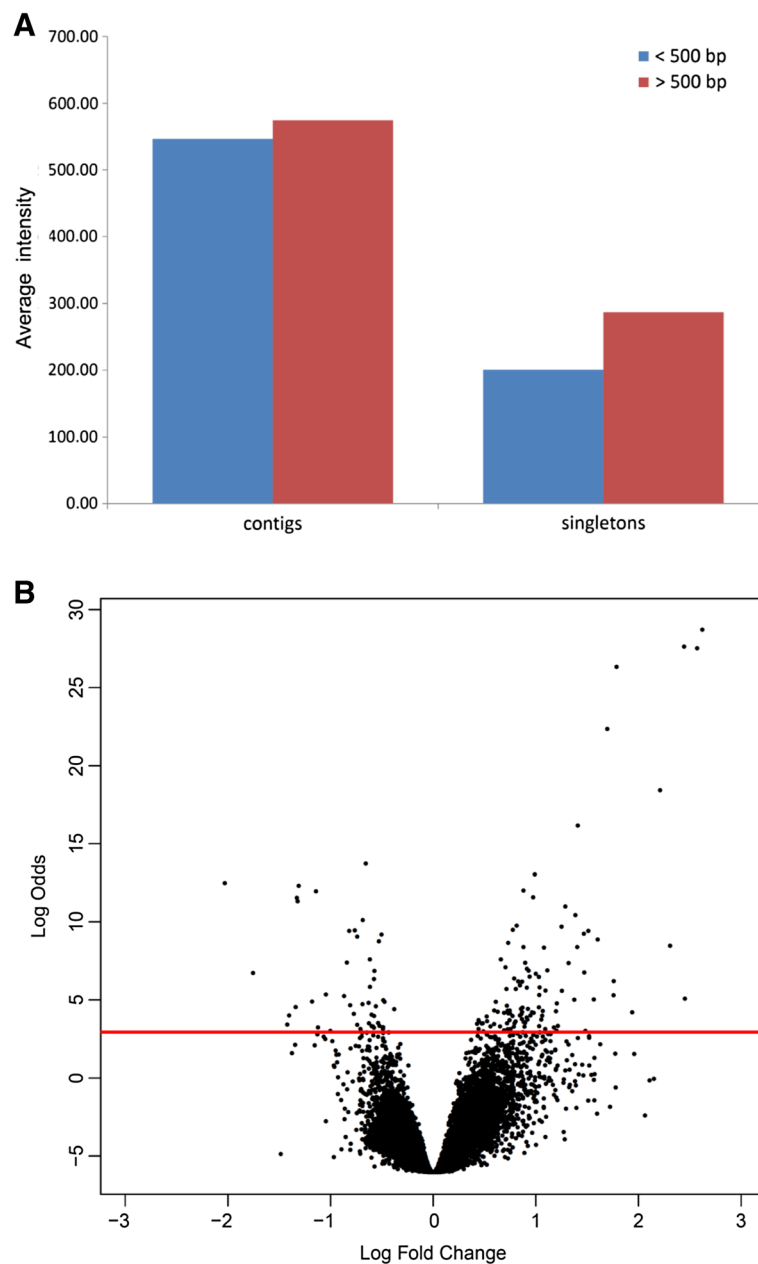 A
700.00
600.00
500.00
400.00
300.00
200.00
100.00
0.00
Average intensity
< 500 bp
> 500 bp
contigs
singletons
B
30
25
20
15
10
5
0
−5
Log Odds
−3
−2
−1
0
1
2
3
Log Fold Change